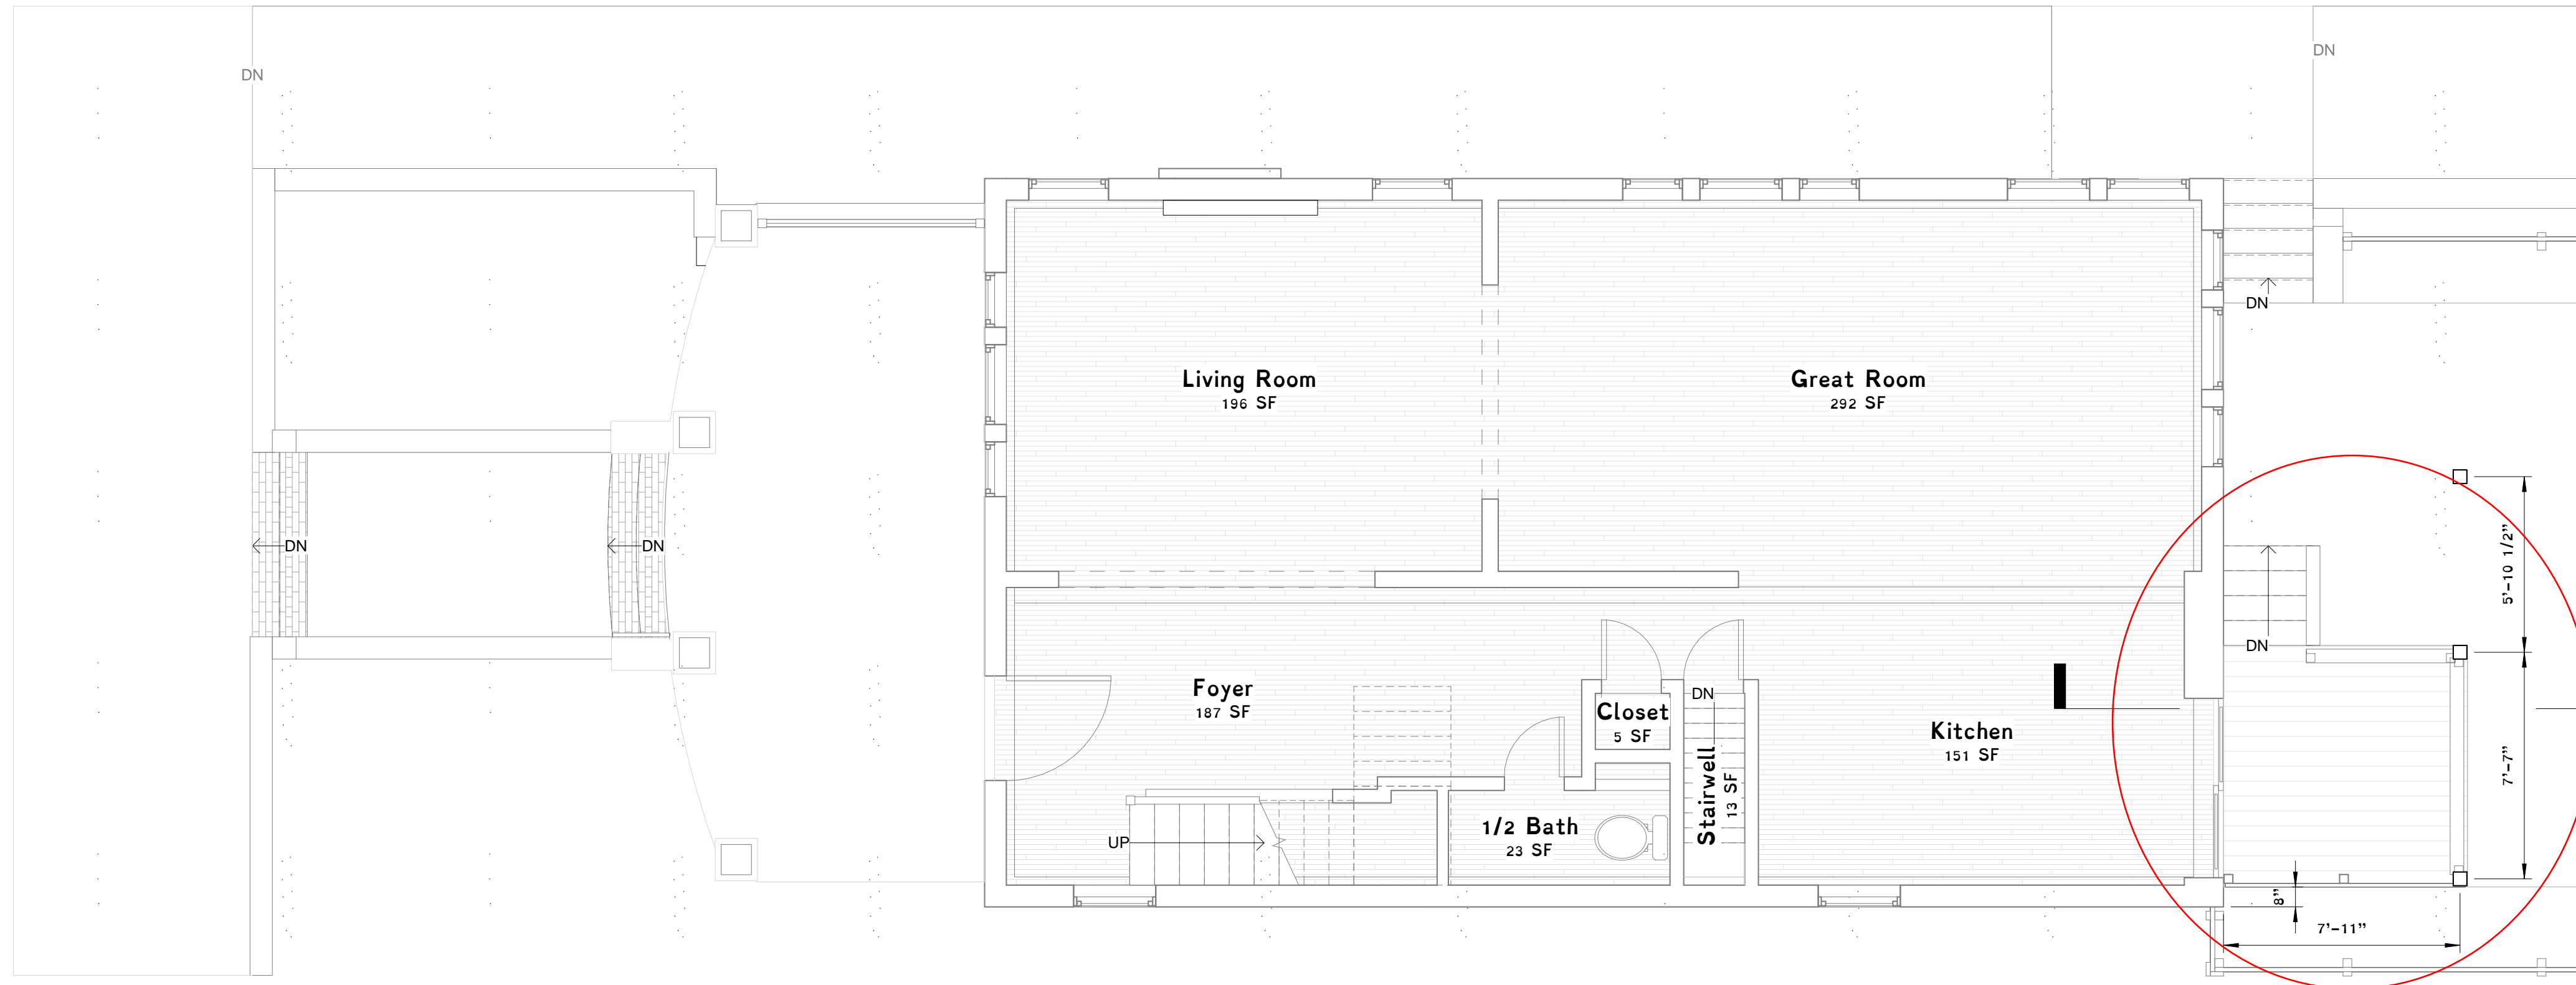 DN
DN
DN
Living Room
196 SF
Great Room
292 SF
DN
DN
5'-10 1/2"
DN
Foyer
187 SF
DN
Closet
5 SF
Kitchen
151 SF
Stairwell
13 SF
7'-7"
UP
1/2 Bath
23 SF
8"
7'-11"